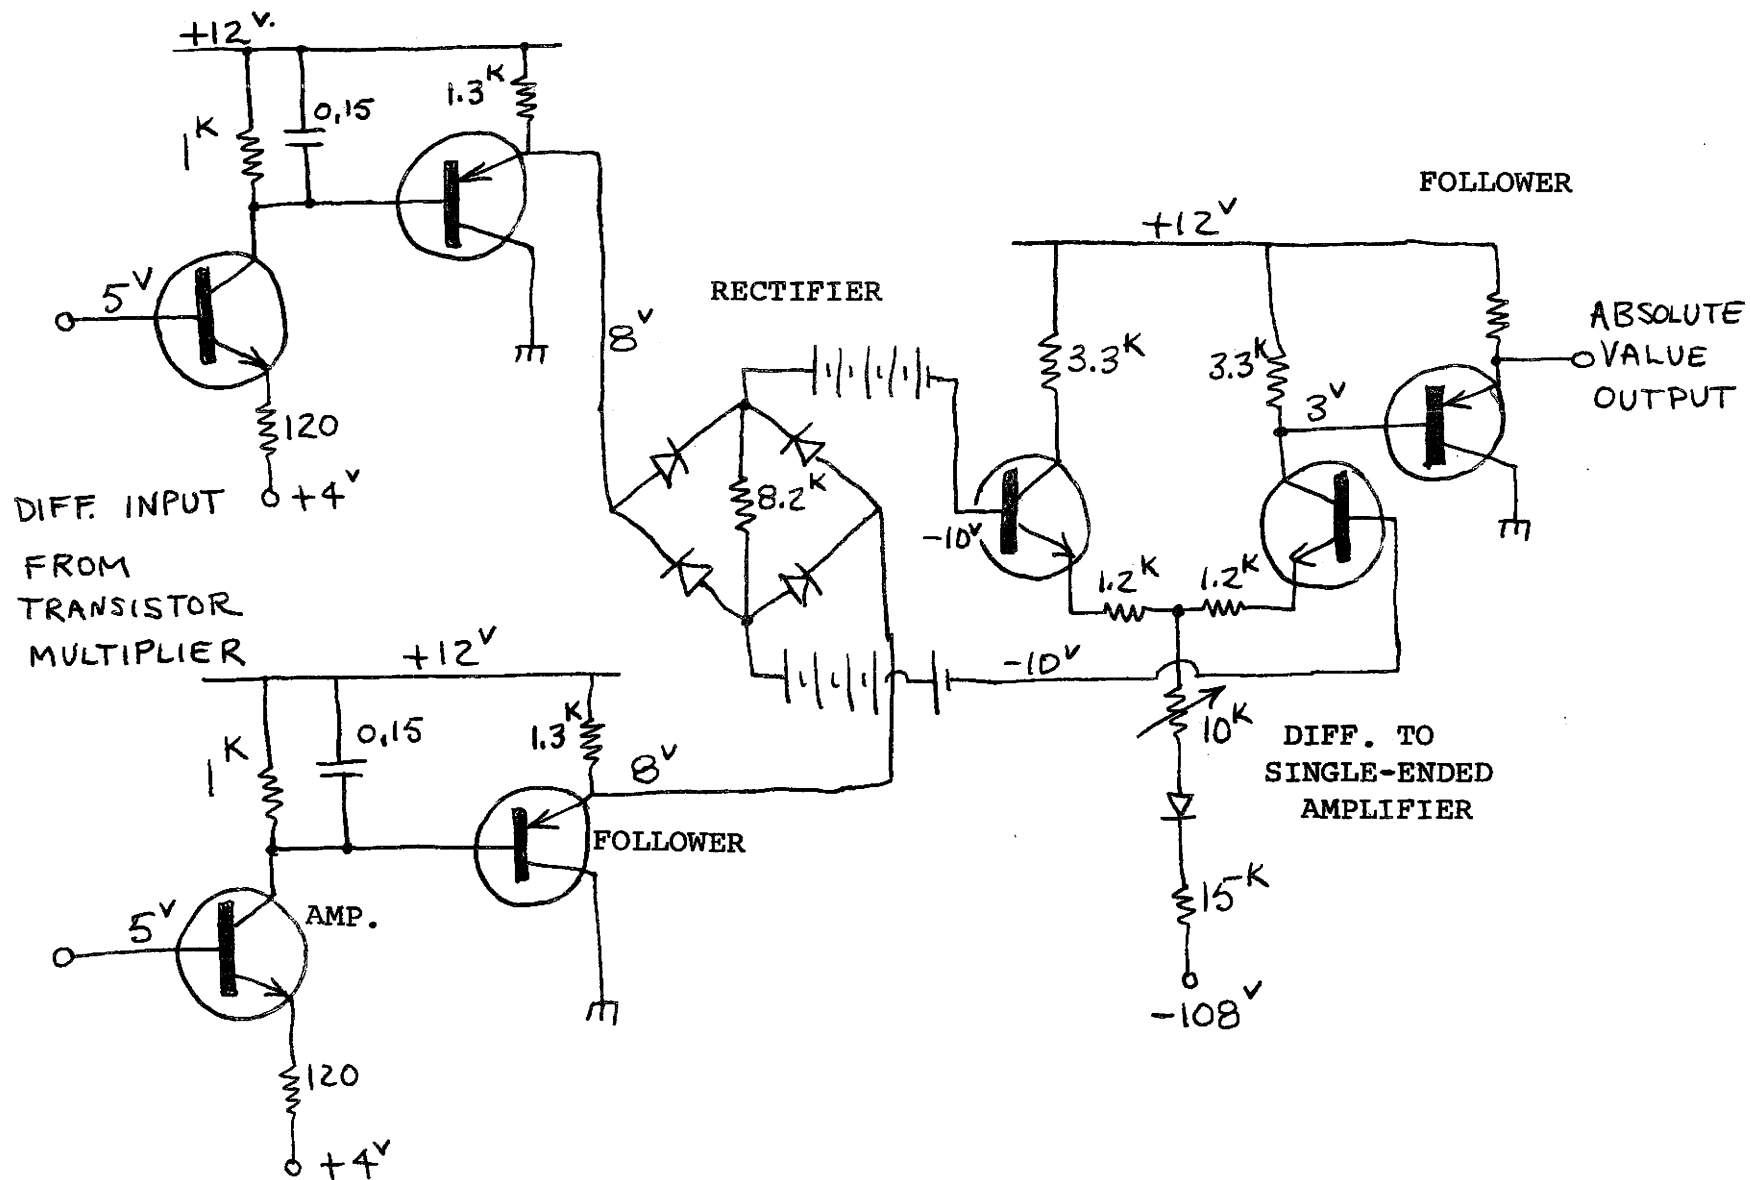 +12V.
1K
0,15
1.3K
5V
120
+4V
DIFF. INPUT
FROM
TRANSISTOR
MULTIPLIER
8V
RECTIFIER
8.2K
FOLLOWER
+12V
3.3K
3.3K
3V
ABSOLUTE
VALUE
OUTPUT
-10V
1.2K
1.2K
-10V
10K
DIFF. TO
SINGLE-ENDED
AMPLIFIER
15K
-108V
+12V
1K
0,15
1.3K
8V
FOLLOWER
5V
AMP.
120
+4V